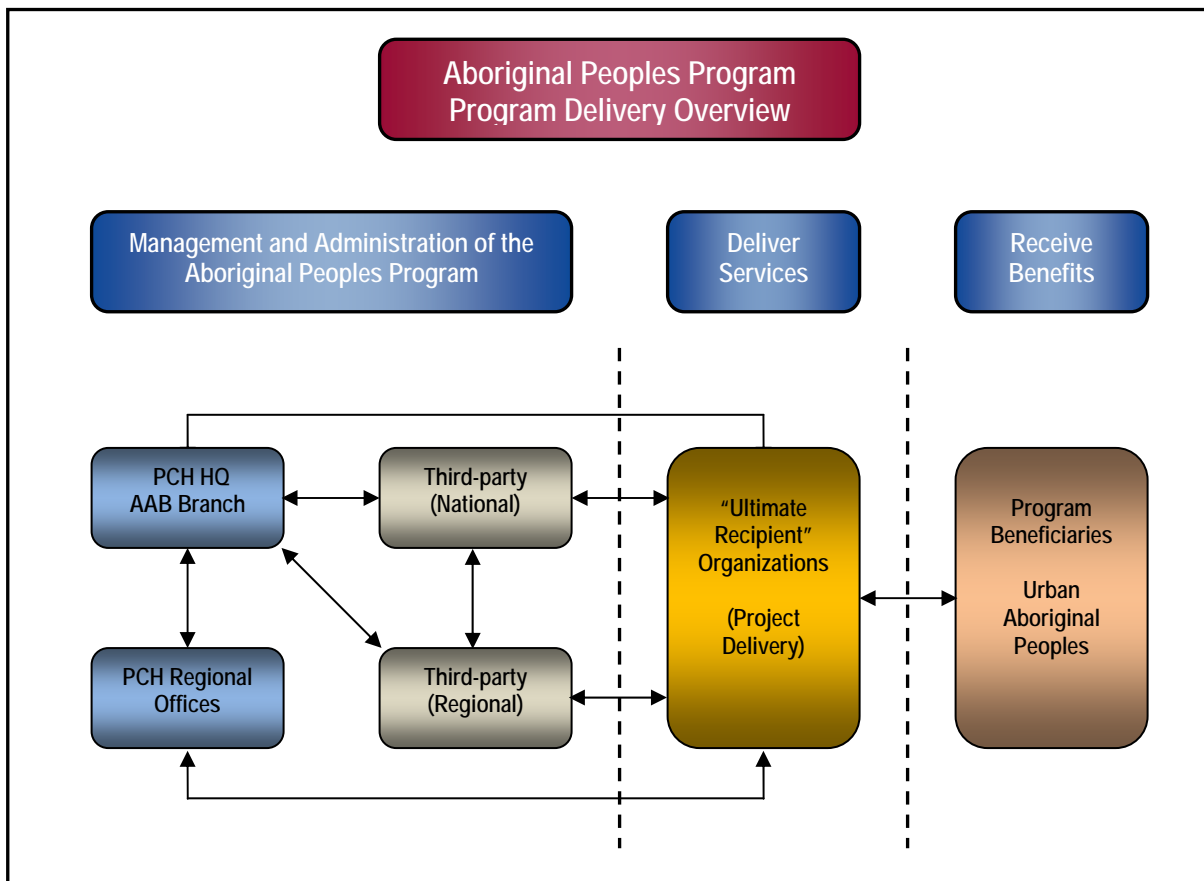 Aboriginal Peoples Program
Program Delivery Overview
Management and Administration of the
Aboriginal Peoples Program
Deliver
Services
Receive
Benefits
PCH HQ
AAB Branch
Third-party
(National)
"Ultimate
Recipient"
Organizations
(Project
Delivery)
Program
Beneficiaries
Urban
Aboriginal
Peoples
PCH Regional
Offices
Third-party
(Regional)